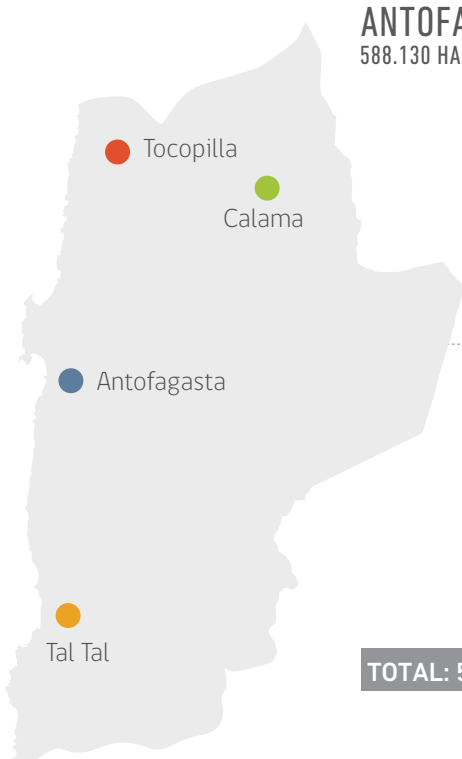 ANTOFA
588.130 HA
Tocopilla
Calama
Antofagasta
Tal Tal
TOTAL: 5